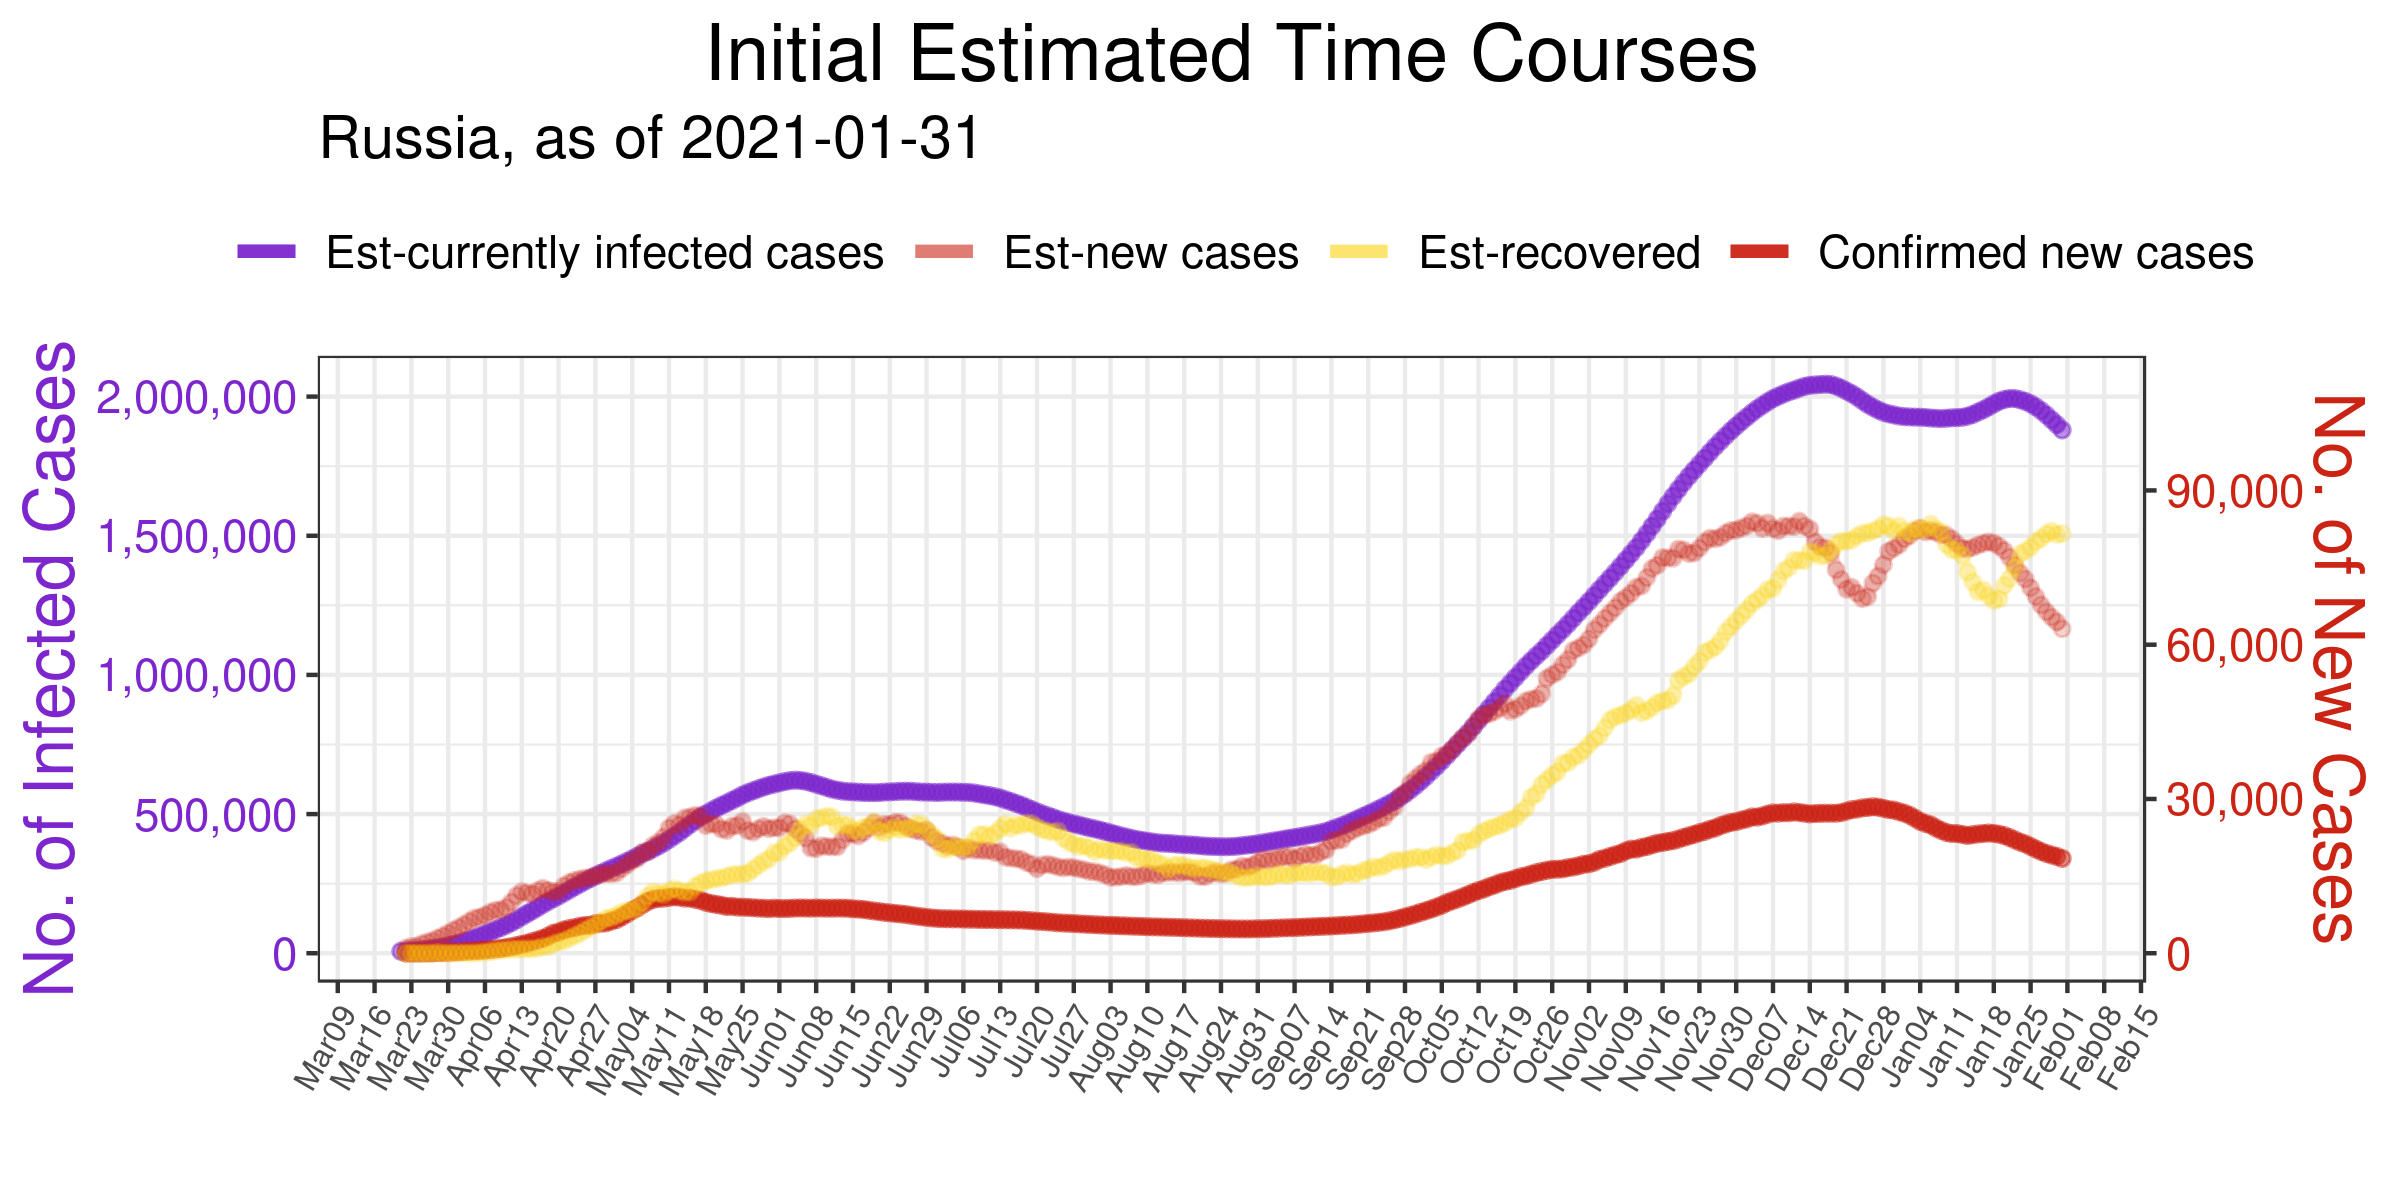 Initial Estimated Time Courses
Russia, as of 2021-01-31
Est-currently infected cases
Est-new cases
Est-recovered
Confirmed new cases
No. of Infected Cases
2,000,000
1,500,000
1,000,000
500,000
0
90,000
60,000
30,000
0
No. of New Cases
Mar09
Mar16
Mar23
Mar30
Apr06
Apr13
Apr20
Apr27
May04
May11
May18
May25
Jun01
Jun08
Jun15
Jun22
Jun29
Jul06
Jul13
Jul20
Jul27
Aug03
Aug10
Aug17
Aug24
Aug31
Sep07
Sep14
Sep21
Sep28
Oct05
Oct12
Oct19
Oct26
Nov02
Nov09
Nov16
Nov23
Nov30
Dec07
Dec14
Dec21
Dec28
Jan04
Jan11
Jan18
Jan25
Feb01
Feb08
Feb15